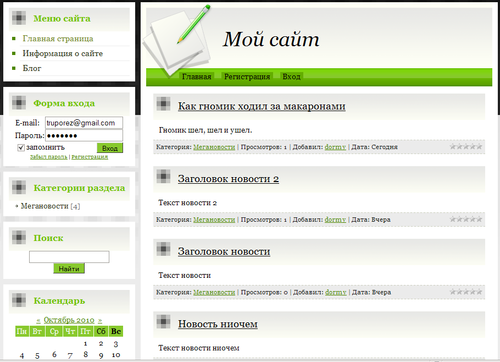 Меню сайта
Главная страница
Информация о сайте
Блог
Форма входа
E-mail: truporez@gmail.com
Пароль: •••••••
запомнить Вход
Забыл пароль | Регистрация
Категории раздела
Мегановости [4]
Поиск
Найти
Календарь
« Октябрь 2010 »
Пн Вт Ср Чт Пт Сб Вс
1 2 3
4 5 6 7 8 9 10
Мой сайт
Главная Регистрация Вход
Как гномик ходил за макаронами
Гномик шел, шел и ушел.
Категория: Мегановости | Просмотров: 1 | Добавил: dormv | Дата: Сегодня
Заголовок новости 2
Текст новости 2
Категория: Мегановости | Просмотров: 1 | Добавил: dormv | Дата: Вчера
Заголовок новости
Текст новости
Категория: Мегановости | Просмотров: 0 | Добавил: dormv | Дата: Вчера
Новость ниочем
Текст новости ниочем